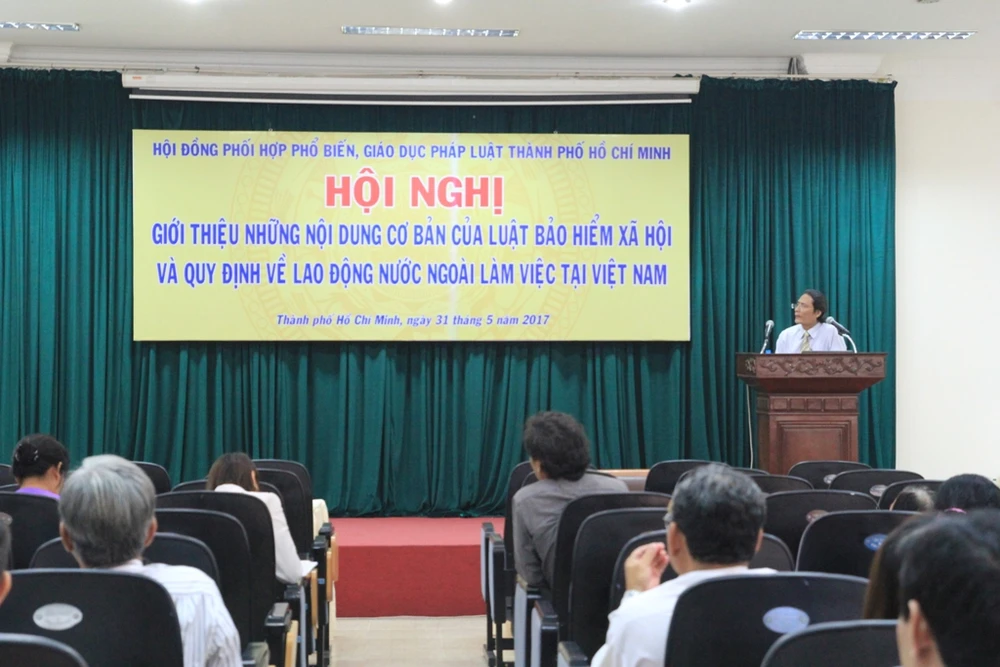 HỘI ĐỒNG PHỐI HỢP PHỔ BIẾN, GIÁO DỤC PHÁP LUẬT THÀNH PHỐ HỒ CHÍ MINH
HỘI NGHỊ
GIỚI THIỆU NHỮNG NỘI DUNG CƠ BẢN CỦA LUẬT BẢO HIỂM XÃ HỘI
VÀ QUY ĐỊNH VỀ LAO ĐỘNG NƯỚC NGOÀI LÀM VIỆC TẠI VIỆT NAM
Thành phố Hồ Chí Minh, ngày 31 tháng 5 năm 2017